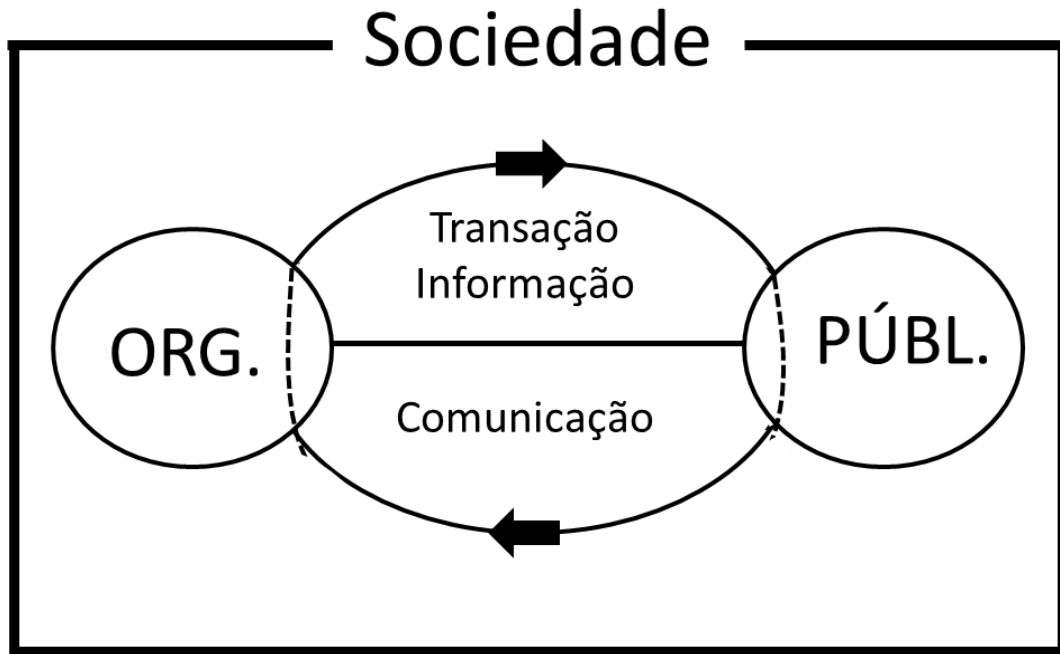 Sociedade
Transação
Informação
ORG.
PÚBL.
Comunicação